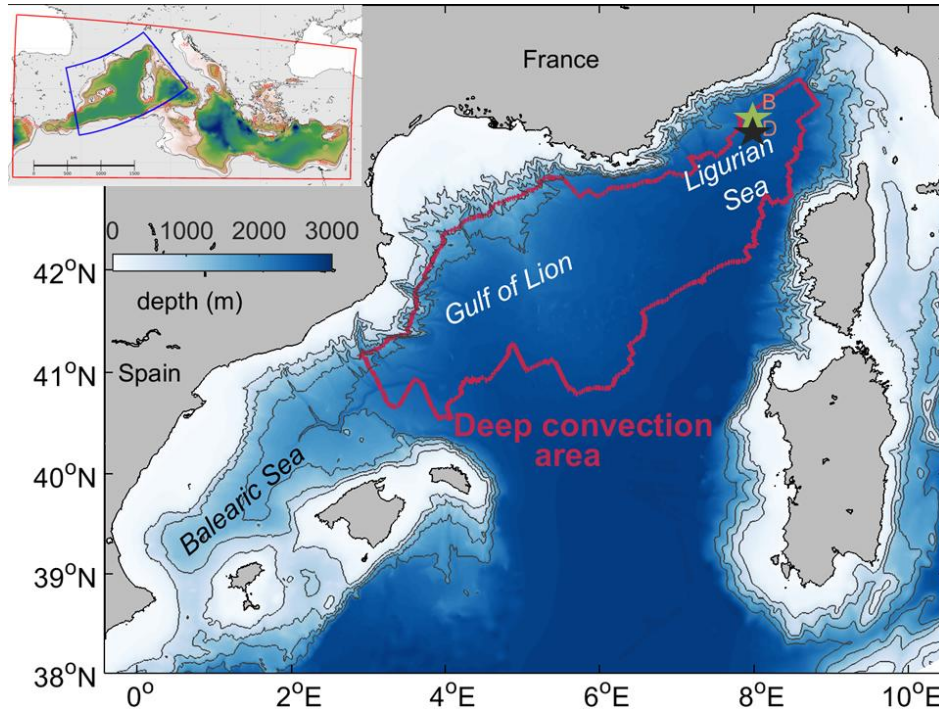 France
B
D
Ligurian
Sea
0 1000 2000 3000
depth (m)
Gulf of Lion
Spain
Deep convection
area
Balearic Sea
42°N
41°N
40°N
39°N
38°N
0° 2°E 4°E 6°E 8°E 10°E